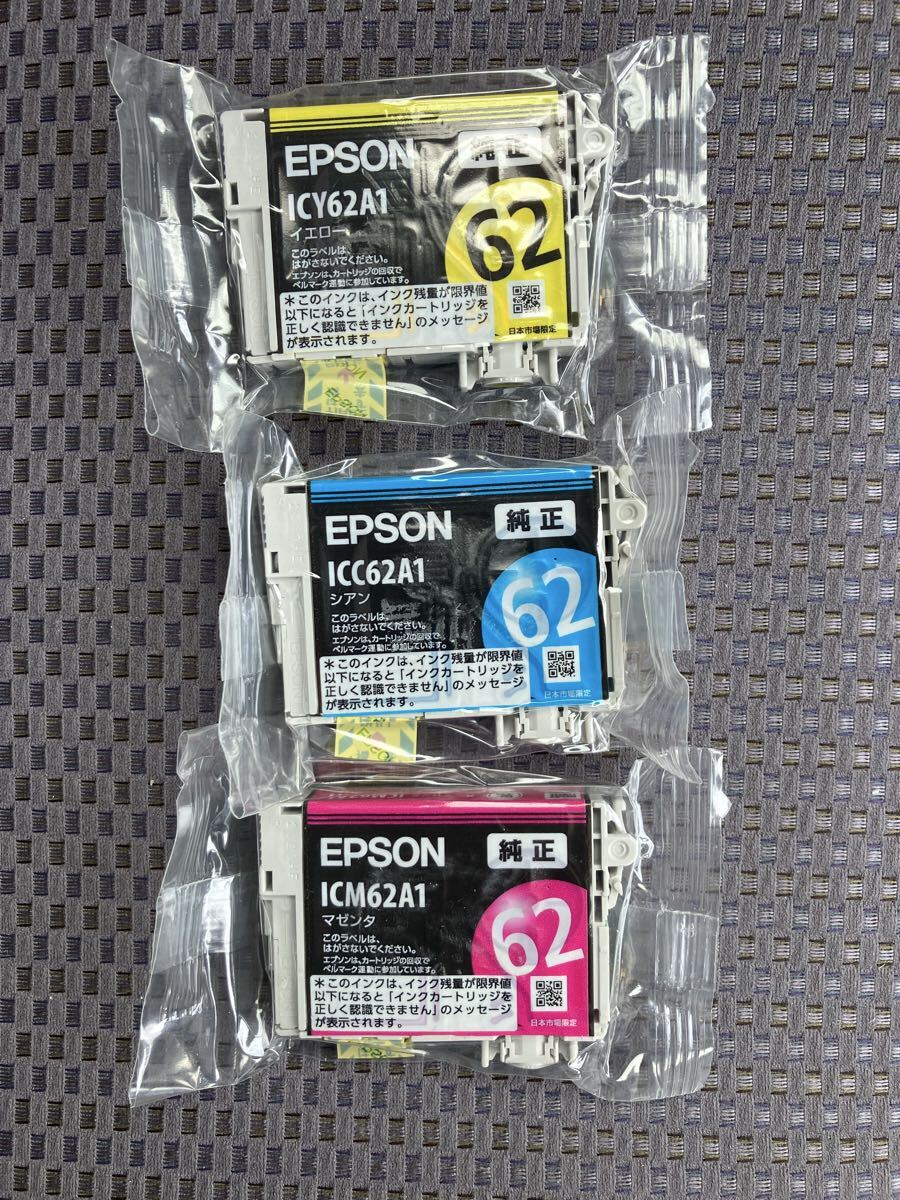 EPSON
純正
ICY62A1
イエロー
62
このラベルは、
はがさないでください。
エプソンは、カートリッジの回収で
ベルマーク運動に参加しています。
＊このインクは、インク残量が限界値
以下になると「インクカートリッジを
正しく認識できません」のメッセージ
が表示されます。
日本市場限定
EPSON
純正
ICC62A1
シアン
62
このラベルは、
はがさないでください。
エプソンは、カートリッジの回収で
ベルマーク運動に参加しています。
＊このインクは、インク残量が限界値
以下になると「インクカートリッジを
正しく認識できません」のメッセージ
が表示されます。
日本市場限定
EPSON
純正
ICM62A1
マゼンタ
62
このラベルは、
はがさないでください。
エプソンは、カートリッジの回収で
ベルマーク運動に参加しています。
＊このインクは、インク残量が限界値
以下になると「インクカートリッジを
正しく認識できません」のメッセージ
が表示されます。
日本市場限定